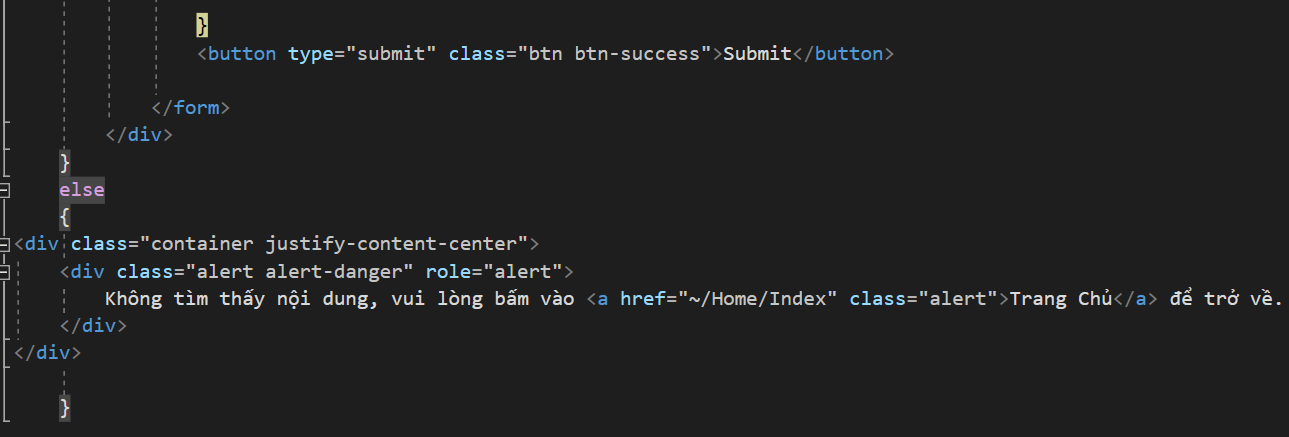 }
<button type="submit" class="btn btn-success">Submit</button>
</form>
</div>
}
else
{
<div class="container justify-content-center">
<div class="alert alert-danger" role="alert">
Không tìm thấy nội dung, vui lòng bấm vào <a href="~/Home/Index" class="alert">Trang Chủ</a> để trở về.
</div>
</div>
}